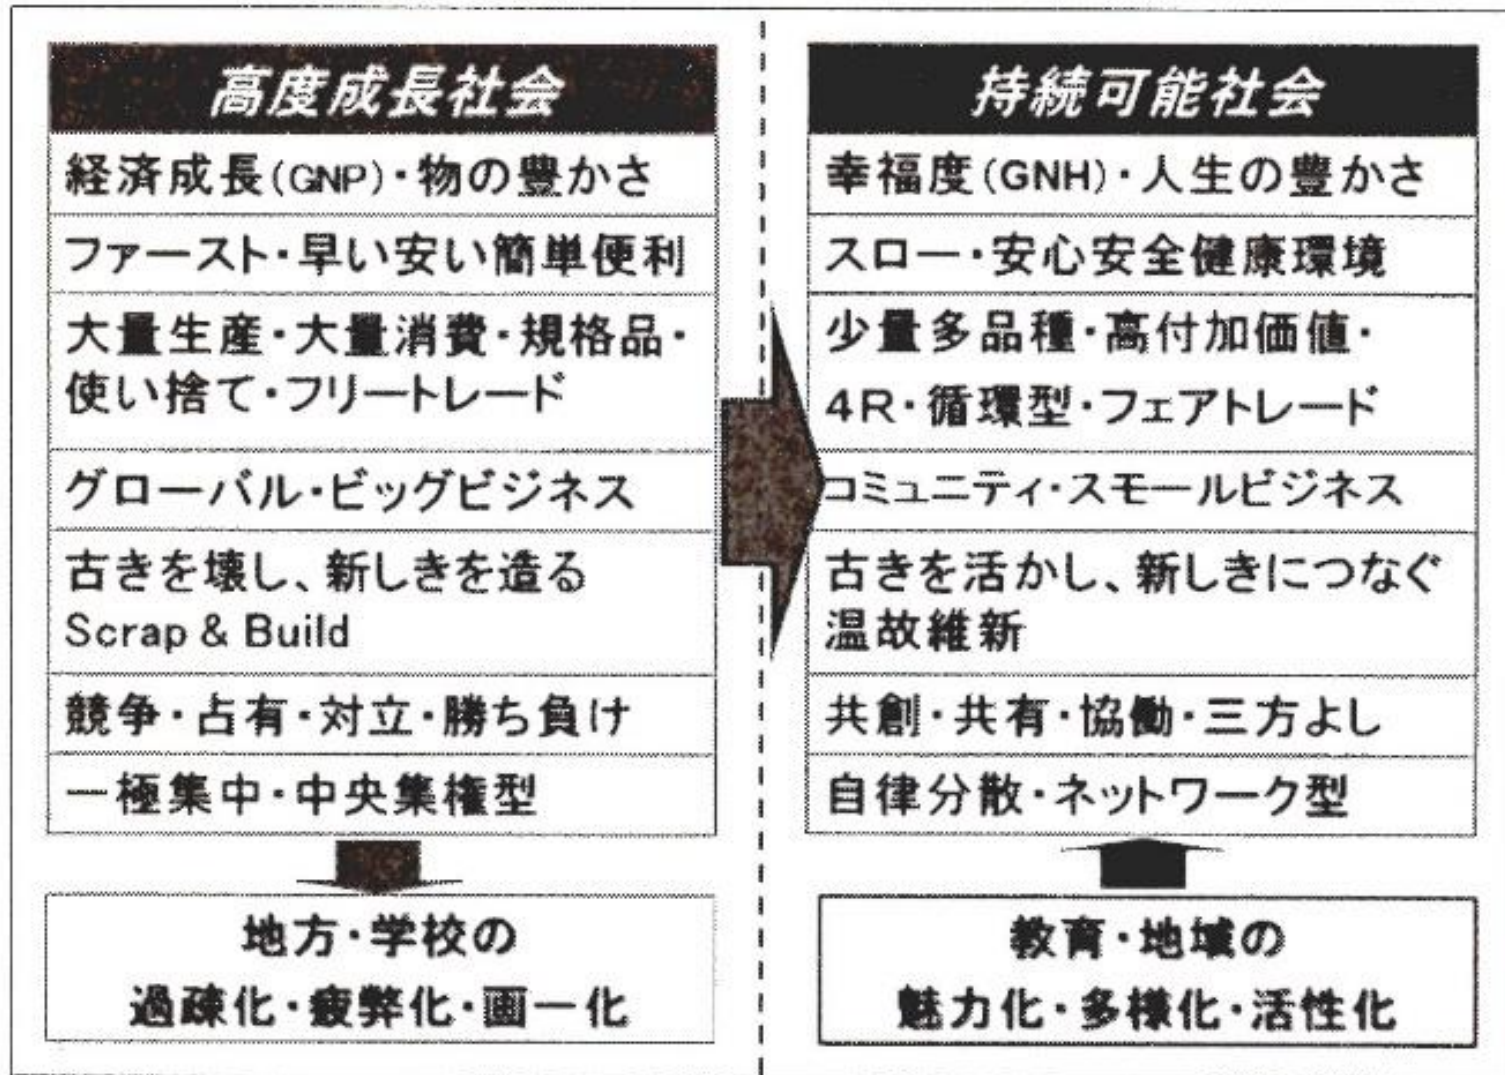 高度成長社会
経済成長(GNP)・物の豊かさ
ファースト・早い安い簡単便利
大量生産・大量消費・規格品・
使い捨て・フリートレード
グローバル・ビッグビジネス
古きを壊し、新しきを造る
Scrap & Build
競争・占有・対立・勝ち負け
一極集中・中央集権型
地方・学校の
過疎化・疲弊化・画一化
持続可能社会
幸福度(GNH)・人生の豊かさ
スロー・安心安全健康環境
少量多品種・高付加価値・
4R・循環型・フェアトレード
コミュニティ・スモールビジネス
古きを活かし、新しきにつなぐ
温故維新
共創・共有・協働・三方よし
自律分散・ネットワーク型
教育・地域の
魅力化・多様化・活性化